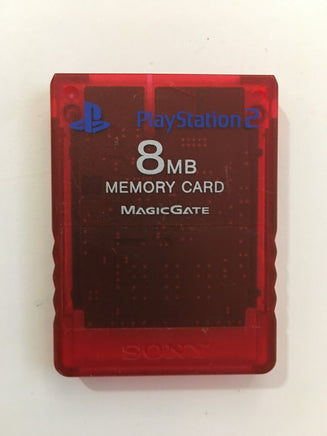 PlayStation 2
8MB
MEMORY CARD
MAGICGATE
SONY